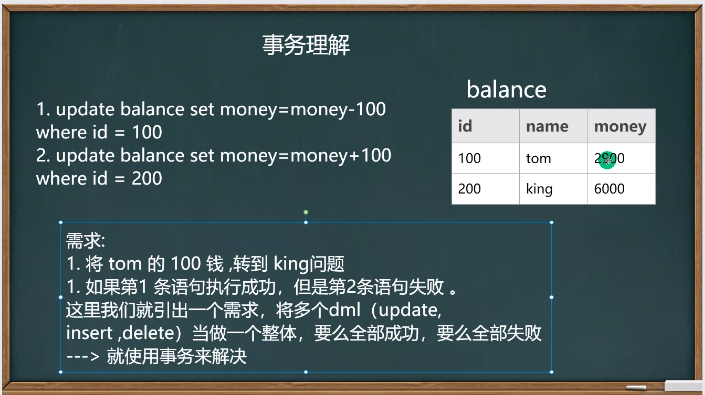 事务理解
1. update balance set money=money-100
where id = 100
2. update balance set money=money+100
where id = 200
balance
id name money
100 tom
200 king 6000
需求:
1. 将 tom 的 100 钱 ,转到 king问题
1. 如果第1 条语句执行成功，但是第2条语句失败 。
这里我们就引出一个需求，将多个dml（update,
insert ,delete）当做一个整体，要么全部成功，要么全部失败
---> 就使用事务来解决